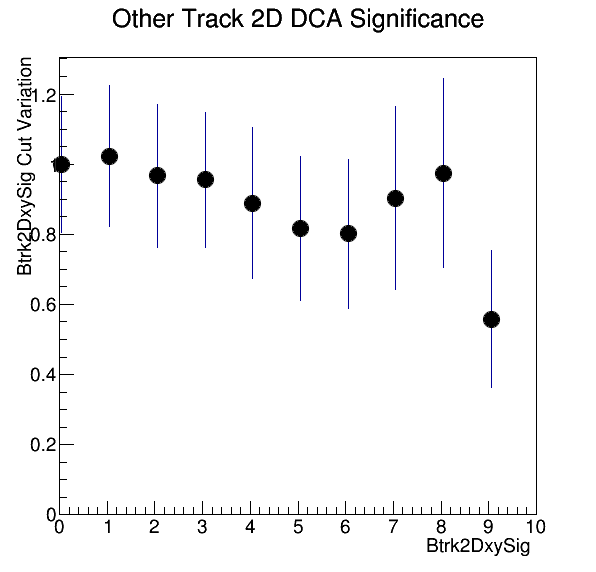 Other Track 2D DCA Significance
Btrk2DxySig Cut Variation
1.2
1
0.8
0.6
0.4
0.2
0
0 1 2 3 4 5 6 7 8 9 10
Btrk2DxySig